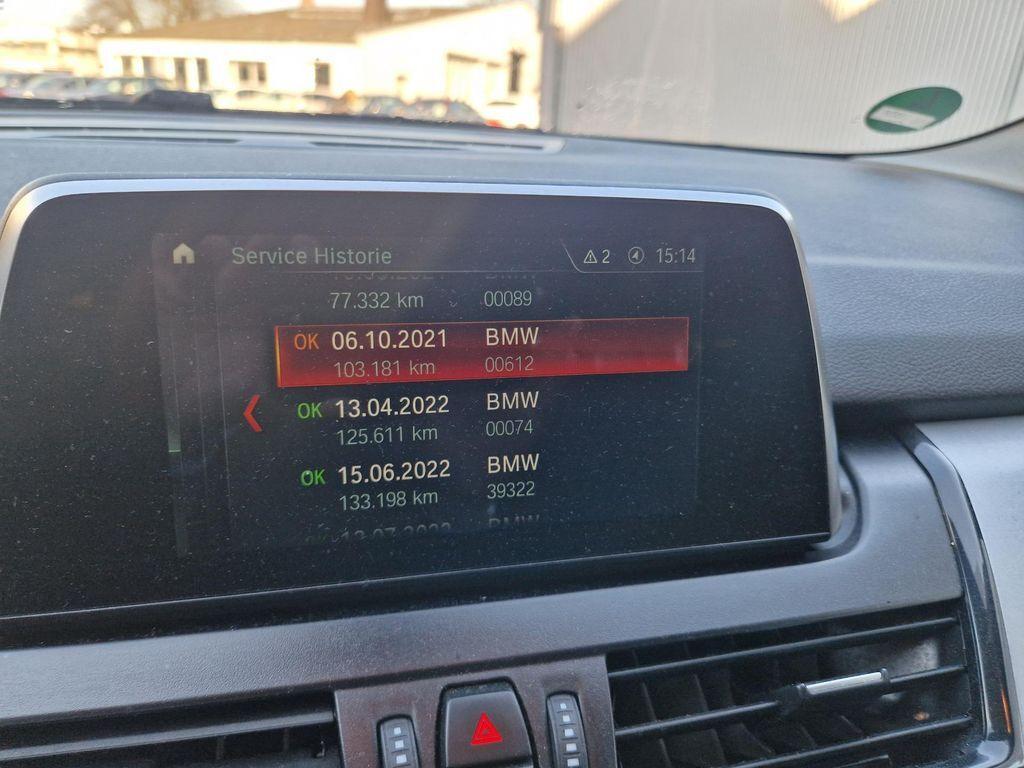 Service Historie
2
15:14
77.332 km 00089
OK 06.10.2021 BMW
103.181 km 00612
OK 13.04.2022 BMW
125.611 km 00074
OK 15.06.2022 BMW
133.198 km 39322
BMW